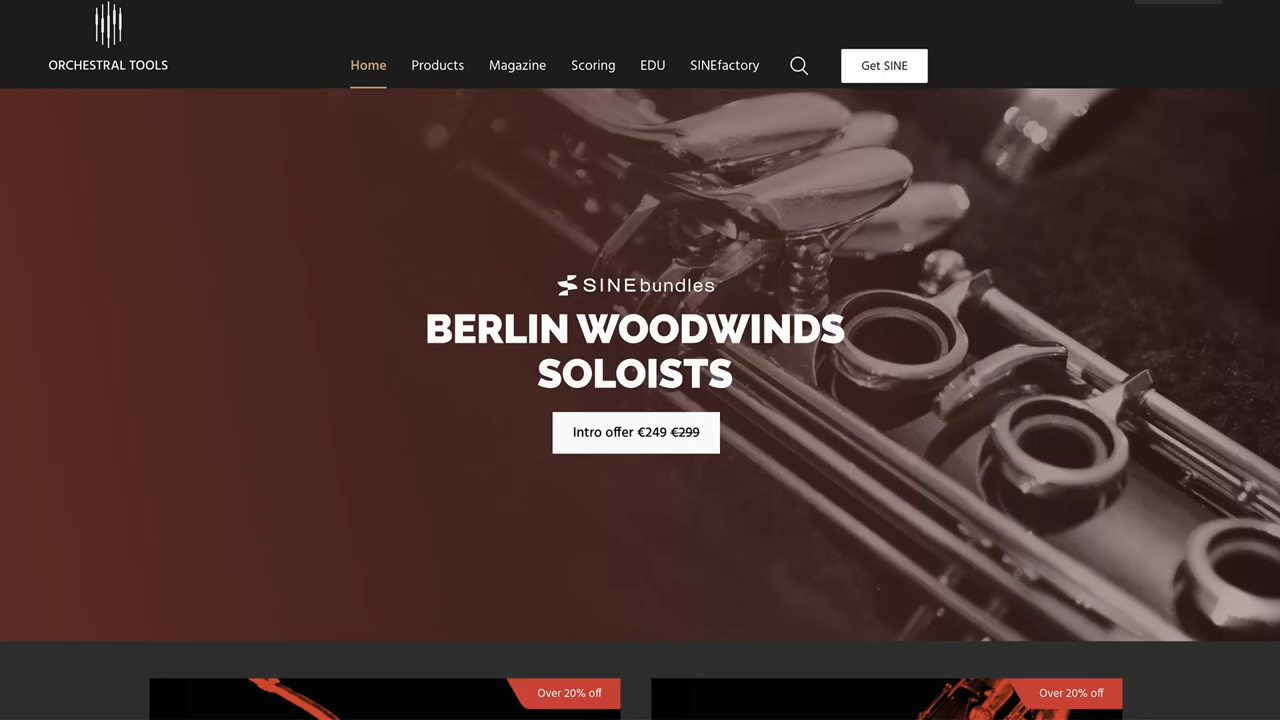 ORCHESTRAL TOOLS
Home Products Magazine Scoring EDU SINEfactory Get SINE
SINEbundles
BERLIN WOODWINDS
SOLOISTS
Intro offer €249 €299
Over 20% off Over 20% off